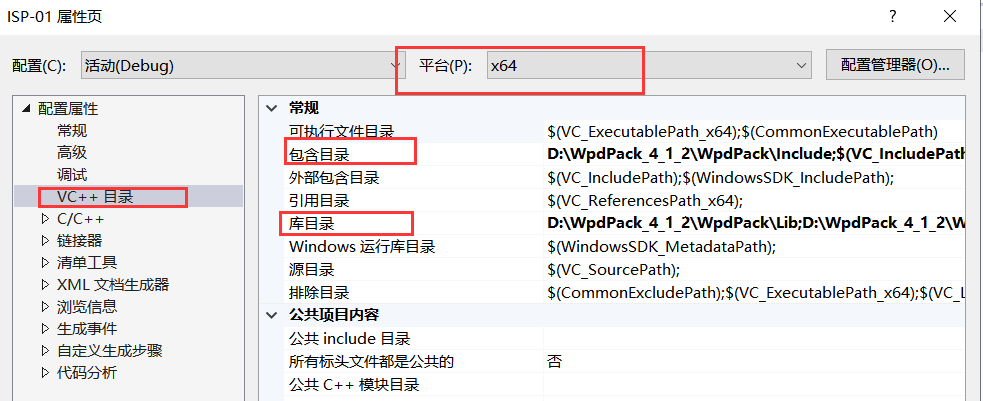 ISP-01 属性页
配置(C): 活动(Debug) 平台(P): x64 配置管理器(O)...
配置属性
常规
高级
调试
VC++ 目录
C/C++
链接器
清单工具
XML 文档生成器
浏览信息
生成事件
自定义生成步骤
代码分析
常规
可执行文件目录 $(VC_ExecutablePath_x64);$(CommonExecutablePath)
包含目录 D:\WpdPack_4_1_2\WpdPack\Include;$(VC_IncludePath
外部包含目录 $(VC_IncludePath);$(WindowsSDK_IncludePath);
引用目录 $(VC_ReferencesPath_x64);
库目录 D:\WpdPack_4_1_2\WpdPack\Lib;D:\WpdPack_4_1_2\W
Windows 运行库目录 $(WindowsSDK_MetadataPath);
源目录 $(VC_SourcePath);
排除目录 $(CommonExcludePath);$(VC_ExecutablePath_x64);$(VC_L
公共项目内容
公共 include 目录
所有标头文件都是公共的 否
公共 C++ 模块目录